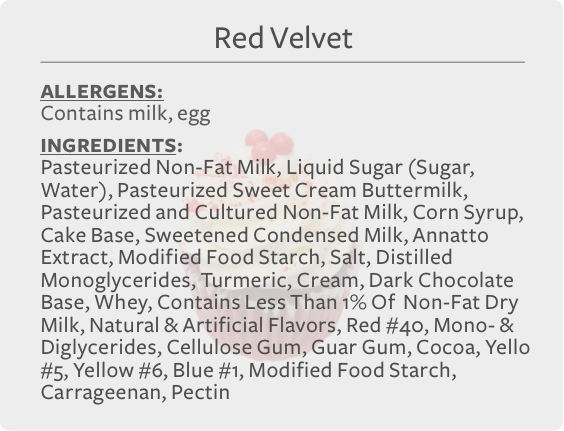 Red Velvet
ALLERGENS:
Contains milk, egg
INGREDIENTS:
Pasteurized Non-Fat Milk, Liquid Sugar (Sugar,
Water), Pasteurized Sweet Cream Buttermilk,
Pasteurized and Cultured Non-Fat Milk, Corn Syrup,
Cake Base, Sweetened Condensed Milk, Annatto
Extract, Modified Food Starch, Salt, Distilled
Monoglycerides, Turmeric, Cream, Dark Chocolate
Base, Whey, Contains Less Than 1% Of Non-Fat Dry
Milk, Natural & Artificial Flavors, Red #40, Mono- &
Diglycerides, Cellulose Gum, Guar Gum, Cocoa, Yello
#5, Yellow #6, Blue #1, Modified Food Starch,
Carrageenan, Pectin